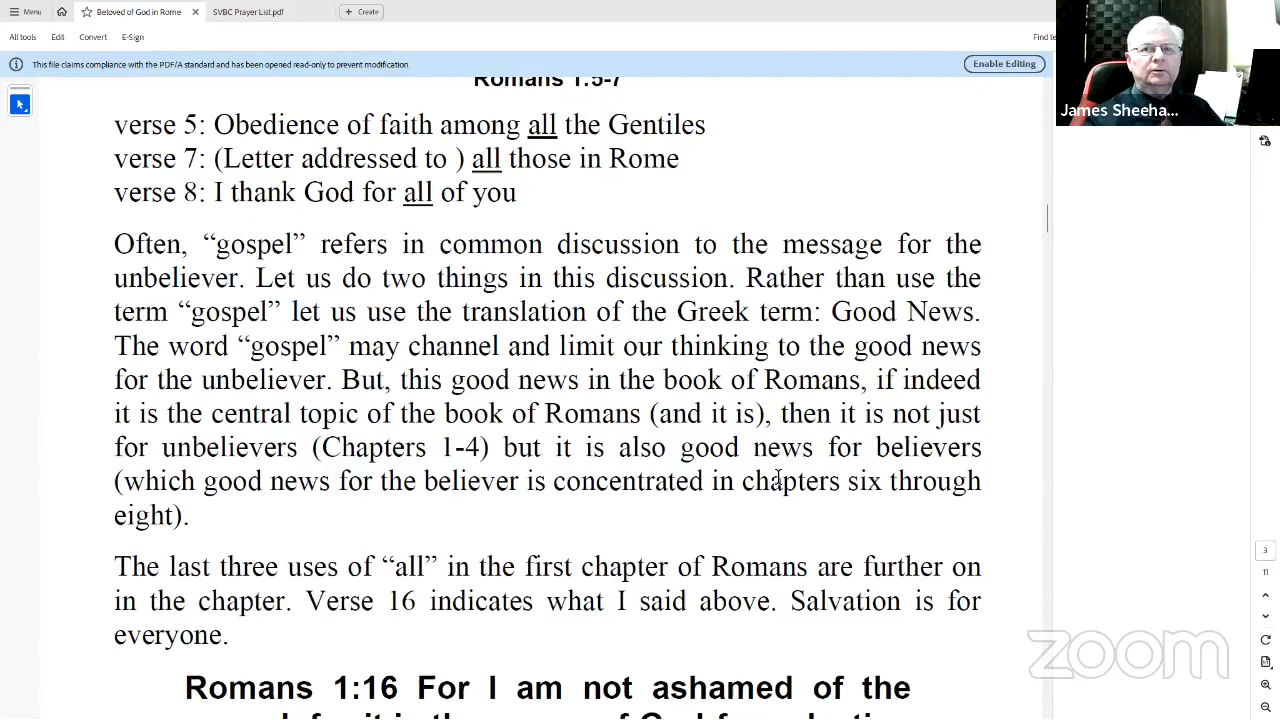 Menu
Beloved of God in Rome
SVBC Prayer List.pdf
Create
All tools Edit Convert E-Sign
Find te
This file claims compliance with the PDF/A standard and has been opened read-only to prevent modification.
Enable Editing
James Sheeha...
Romans 1:5-7
verse 5: Obedience of faith among all the Gentiles
verse 7: (Letter addressed to ) all those in Rome
verse 8: I thank God for all of you
Often, “gospel” refers in common discussion to the message for the
unbeliever. Let us do two things in this discussion. Rather than use the
term “gospel” let us use the translation of the Greek term: Good News.
The word “gospel” may channel and limit our thinking to the good news
for the unbeliever. But, this good news in the book of Romans, if indeed
it is the central topic of the book of Romans (and it is), then it is not just
for unbelievers (Chapters 1-4) but it is also good news for believers
(which good news for the believer is concentrated in chapters six through
eight).
The last three uses of “all” in the first chapter of Romans are further on
in the chapter. Verse 16 indicates what I said above. Salvation is for
everyone.
Romans 1:16 For I am not ashamed of the
3
11
zoom